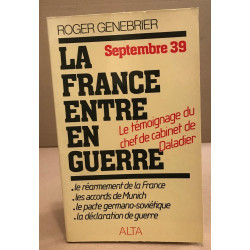 ROGER GENEBRIER
Septembre 39
LA
FRANCE
ENTRE
EN
GUERRE
Le témoignage du
chef de cabinet de
Daladier
.le réarmement de la France
.les accords de Munich
.le pacte germano-soviétique
.la déclaration de guerre
ALTA